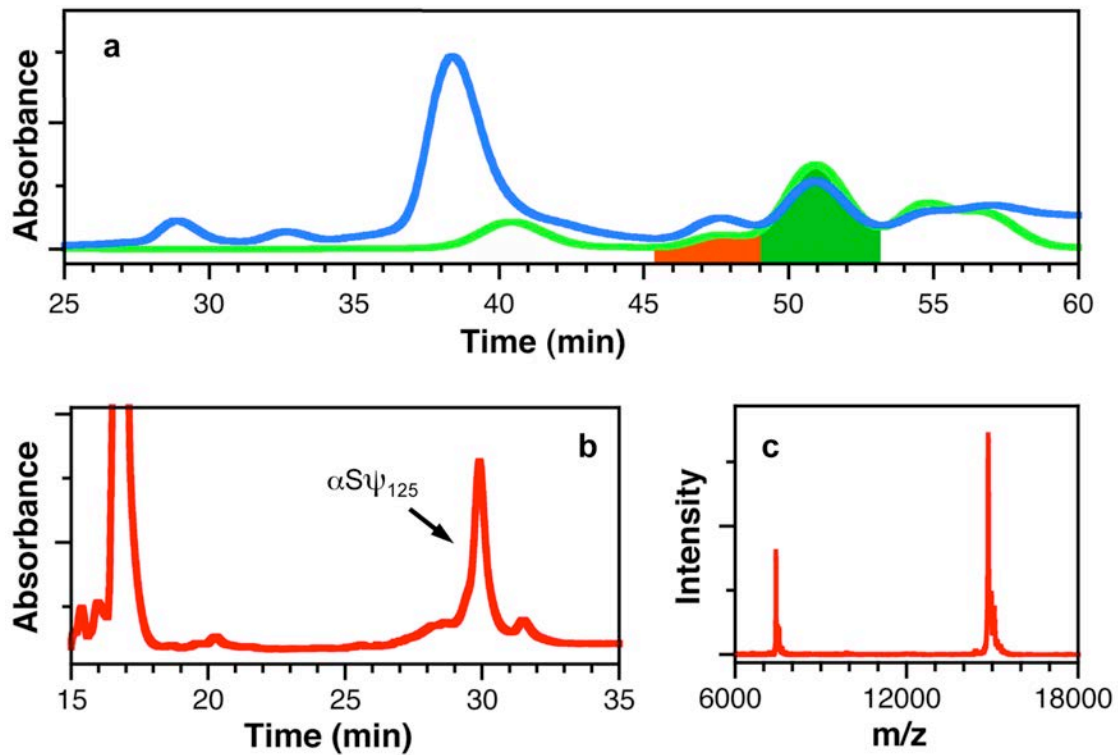 a
Absorbance
25 30 35 40 45 50 55 60
Time (min)
b
αSψ125
Absorbance
15 20 25 30 35
Time (min)
c
Intensity
6000 12000 18000
m/z